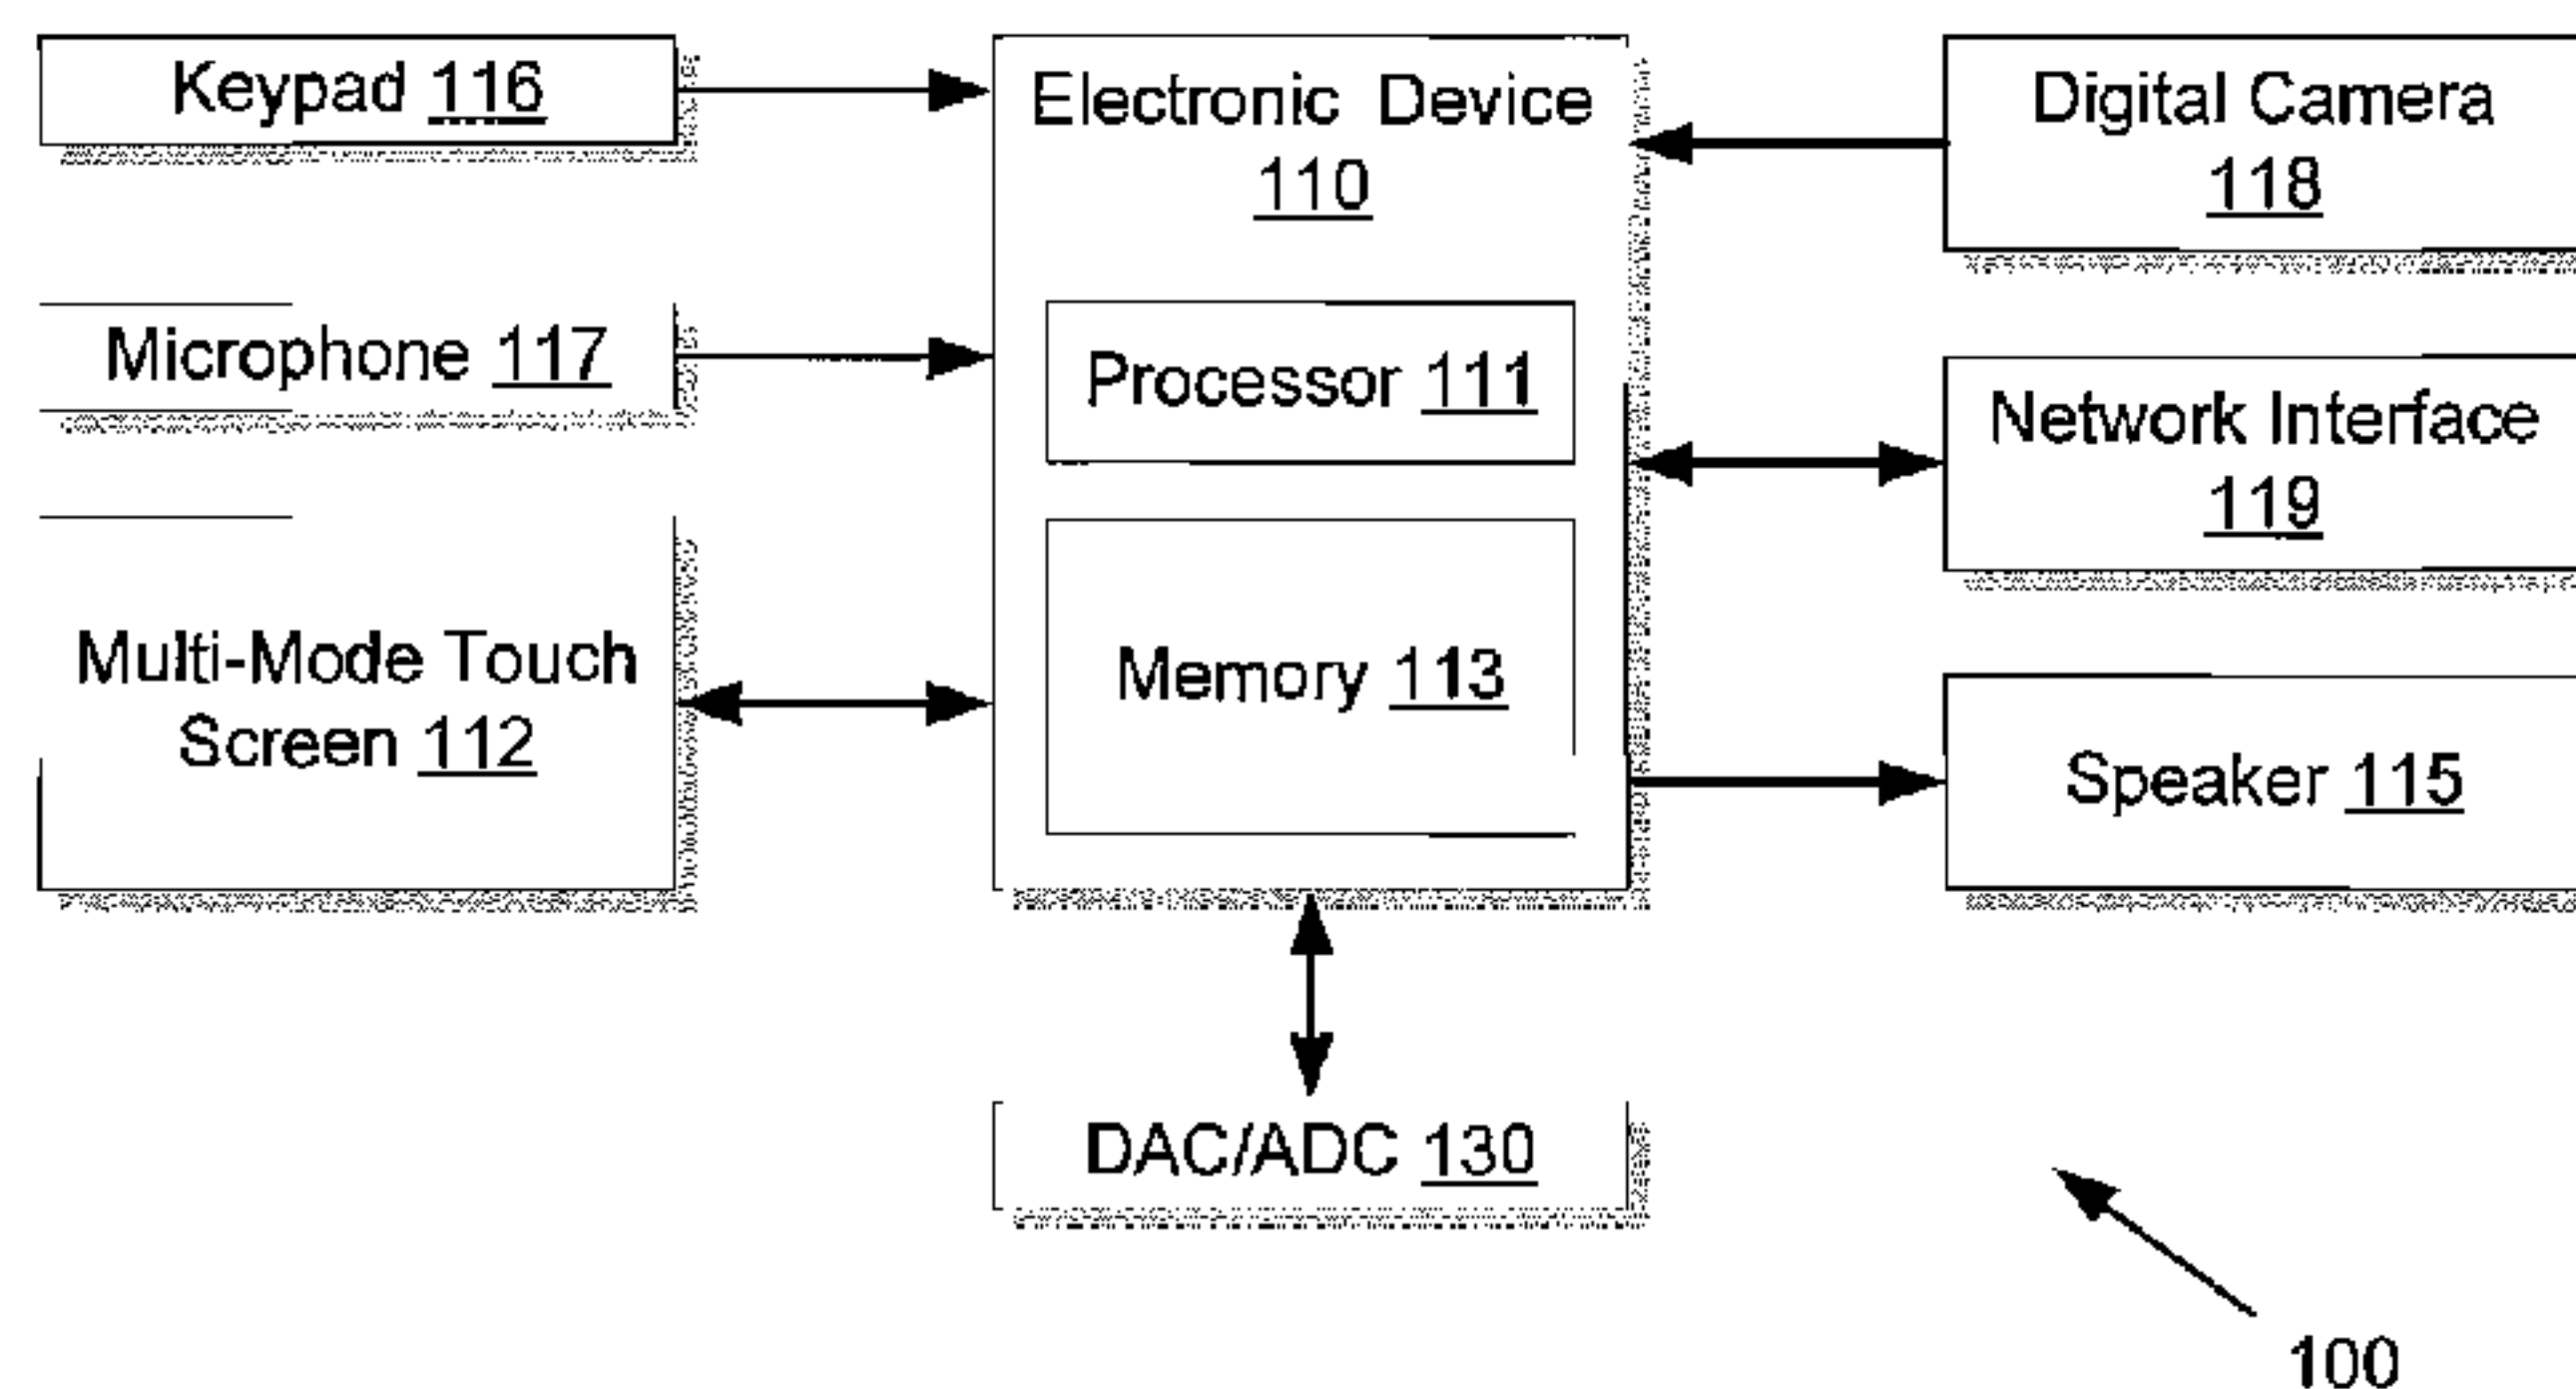 Keypad 116
Microphone 117
Multi-Mode Touch
Screen 112
Electronic Device
110
Processor 111
Memory 113
DAC/ADC 130
Digital Camera
118
Network Interface
119
Speaker 115
100